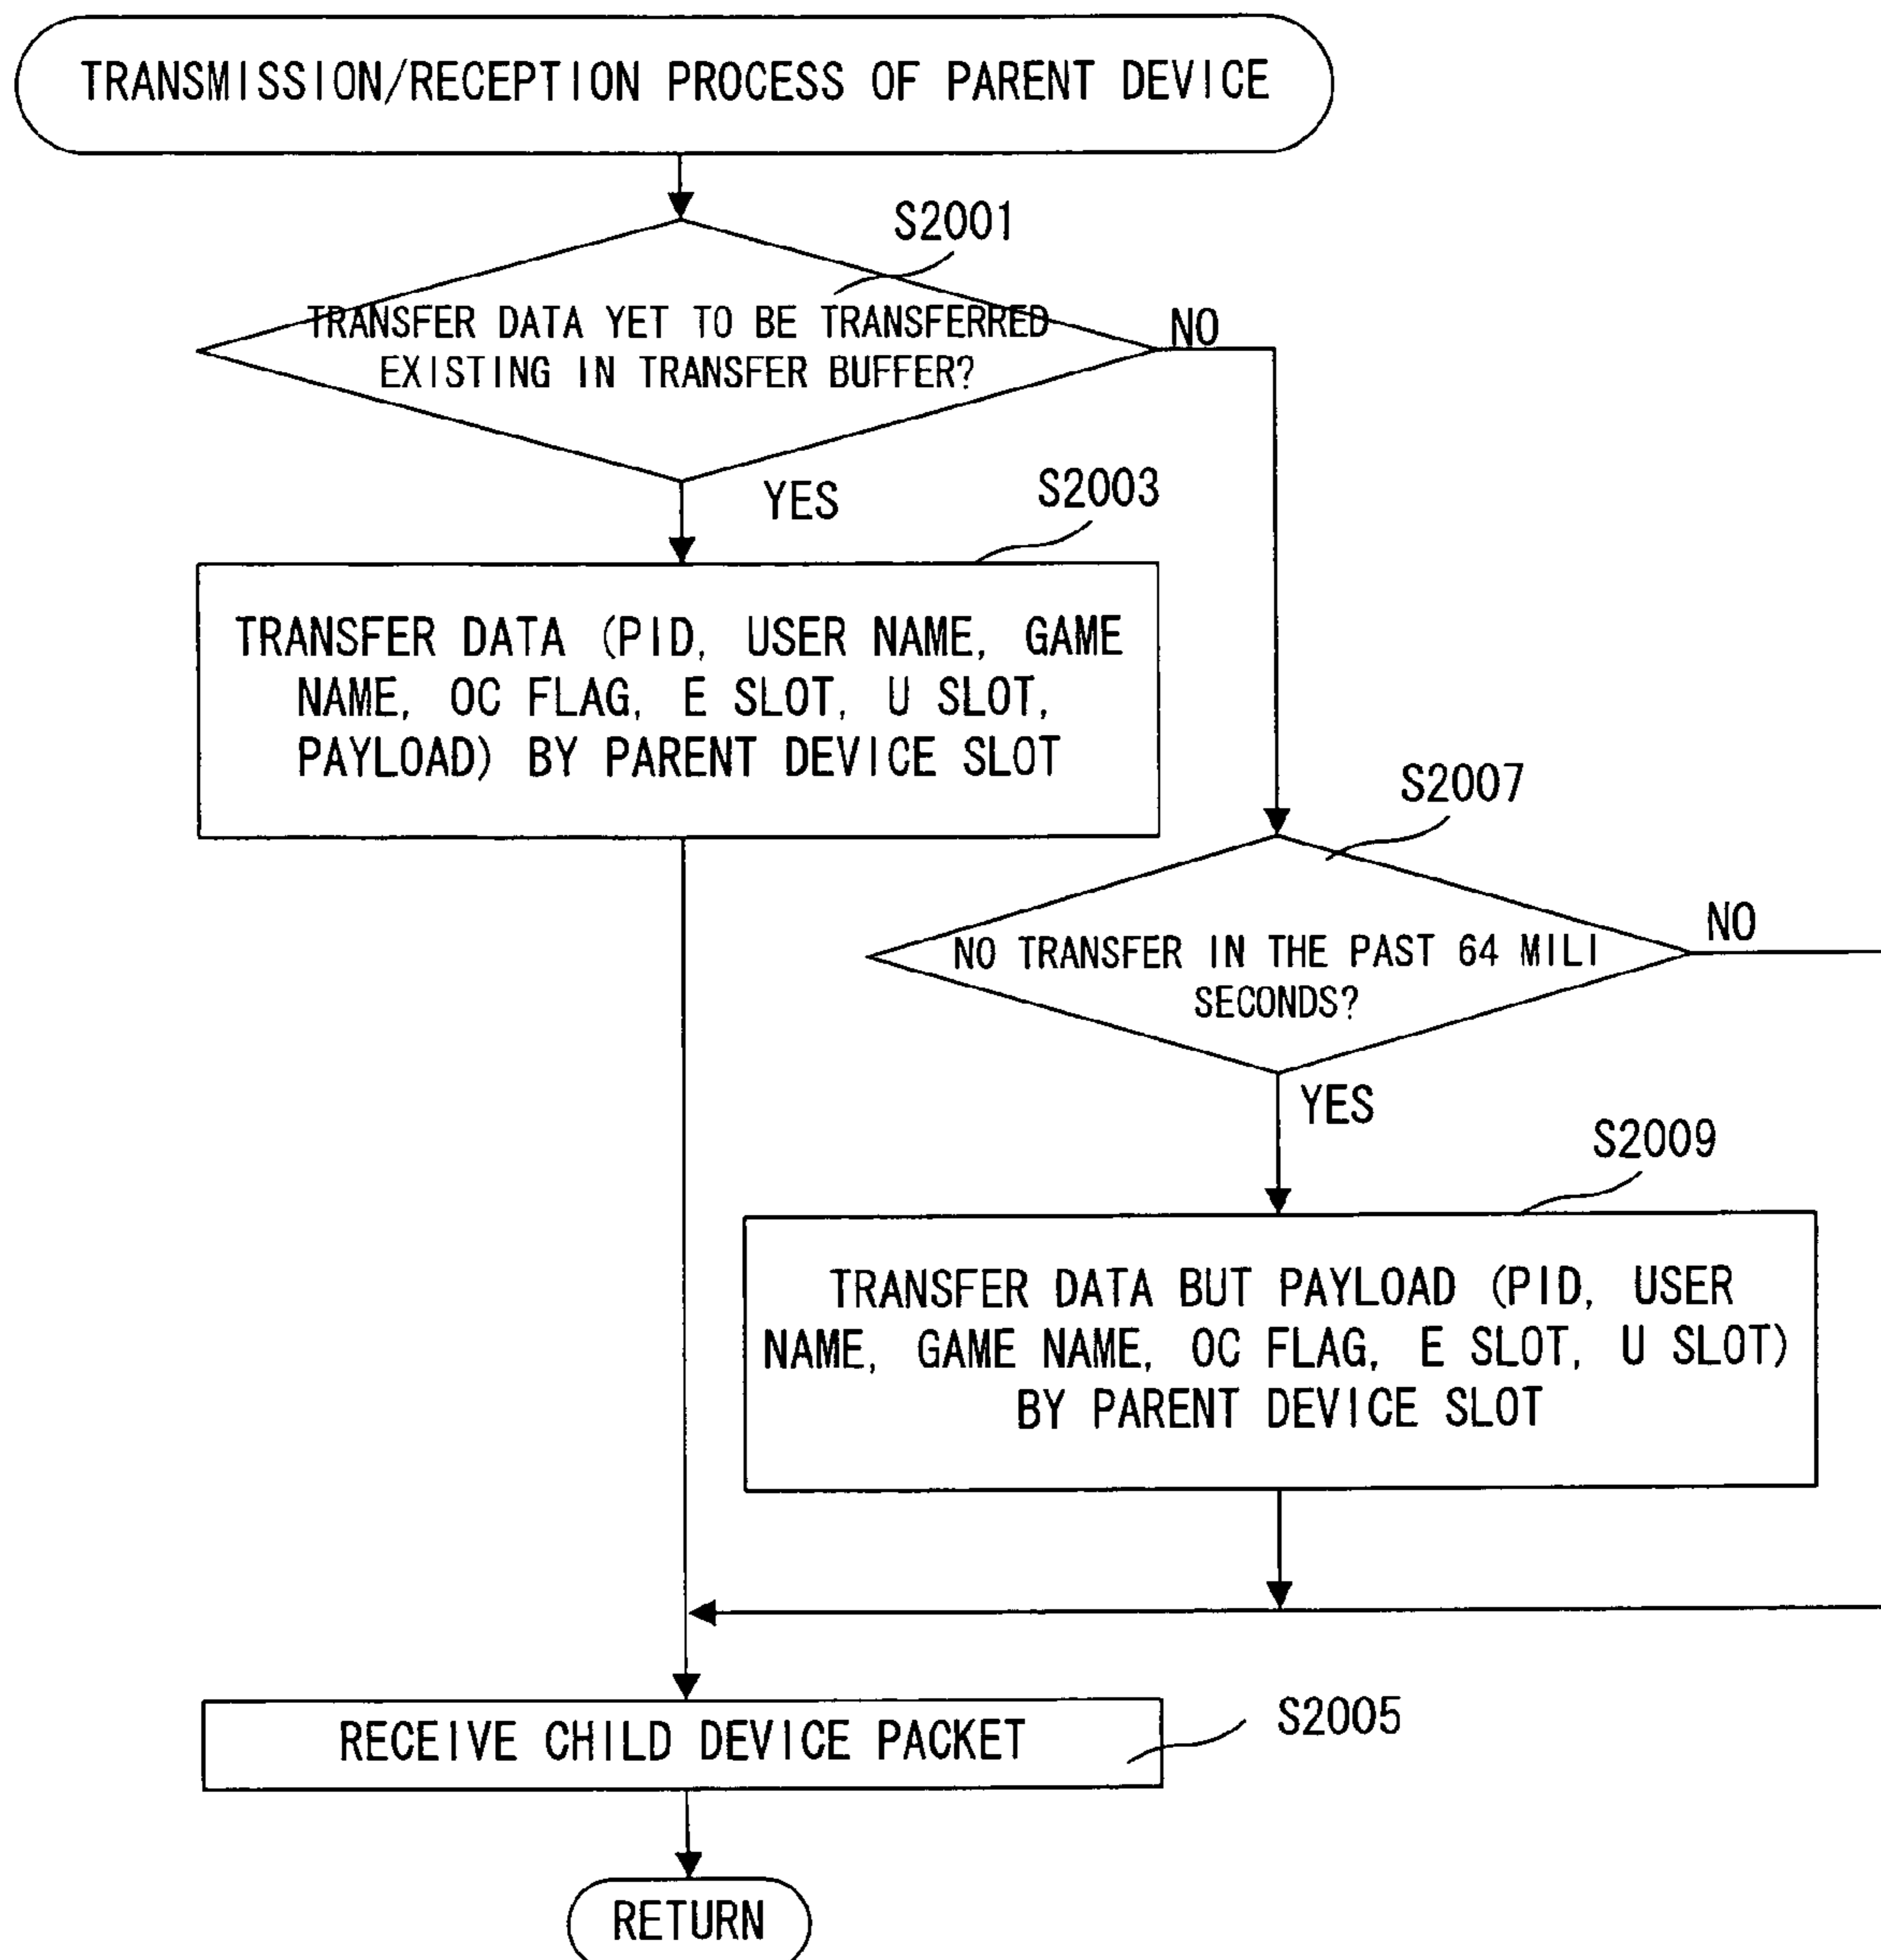 TRANSMISSION/RECEPTION PROCESS OF PARENT DEVICE
S2001
TRANSFER DATA YET TO BE TRANSFERRED
EXISTING IN TRANSFER BUFFER?
NO
YES
S2003
TRANSFER DATA (PID, USER NAME, GAME
NAME, OC FLAG, E SLOT, U SLOT,
PAYLOAD) BY PARENT DEVICE SLOT
S2007
NO TRANSFER IN THE PAST 64 MILI
SECONDS?
NO
YES
S2009
TRANSFER DATA BUT PAYLOAD (PID, USER
NAME, GAME NAME, OC FLAG, E SLOT, U SLOT)
BY PARENT DEVICE SLOT
RECEIVE CHILD DEVICE PACKET
S2005
RETURN